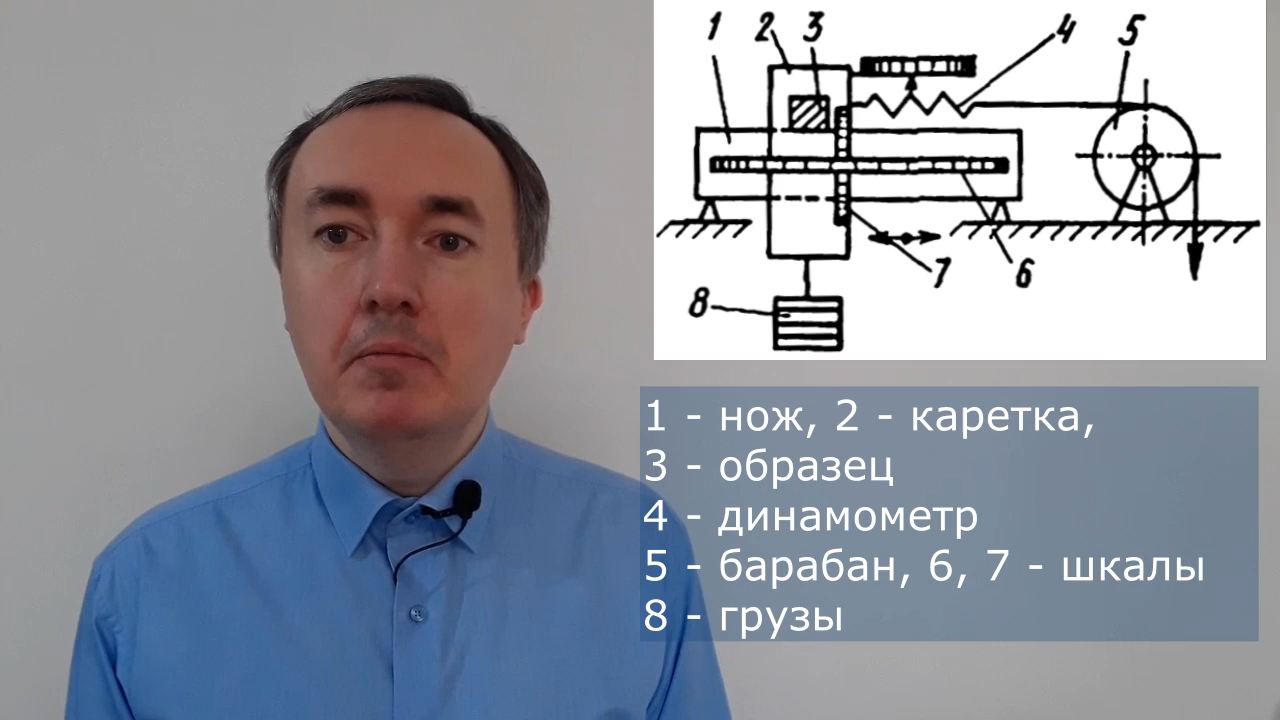 1 2 3 4 5
6
7
8
1 - нож, 2 - каретка,
3 - образец
4 - динамометр
5 - барабан, 6, 7 - шкалы
8 - грузы